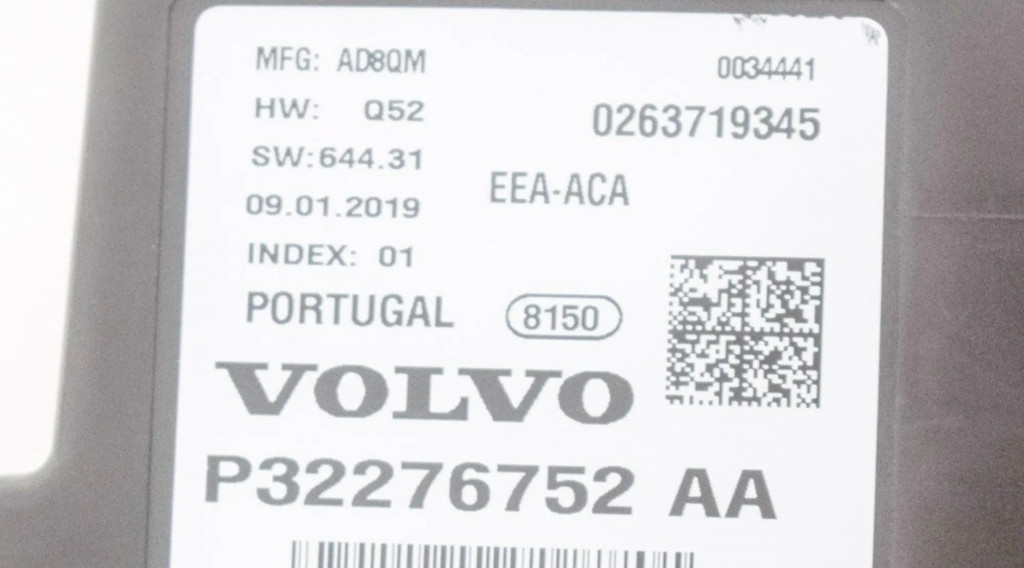 MFG: AD8QM
0034441
HW: Q52
0263719345
SW:644.31
EEA-ACA
09.01.2019
INDEX: 01
PORTUGAL
8150
VOLVO
P32276752 AA